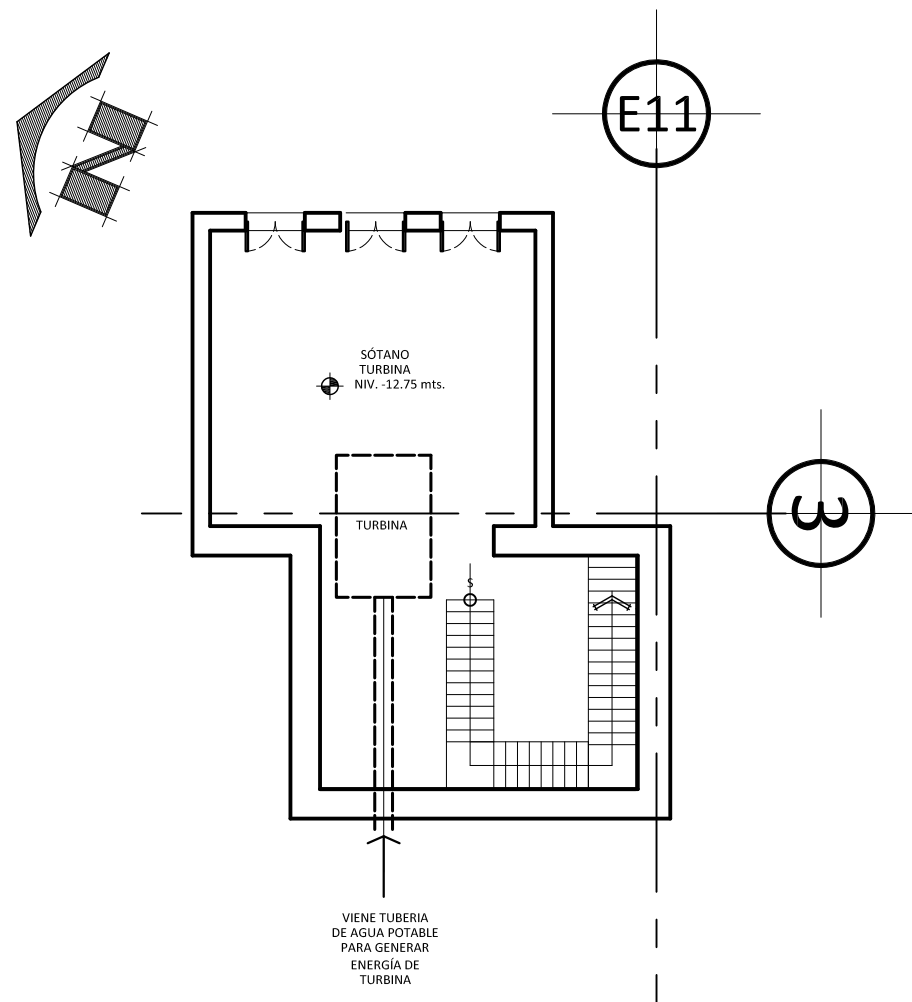 E11
N
SÓTANO
TURBINA
NIV. -12.75 mts.
3
TURBINA
S
VIENE TUBERIA
DE AGUA POTABLE
PARA GENERAR
ENERGÍA DE
TURBINA